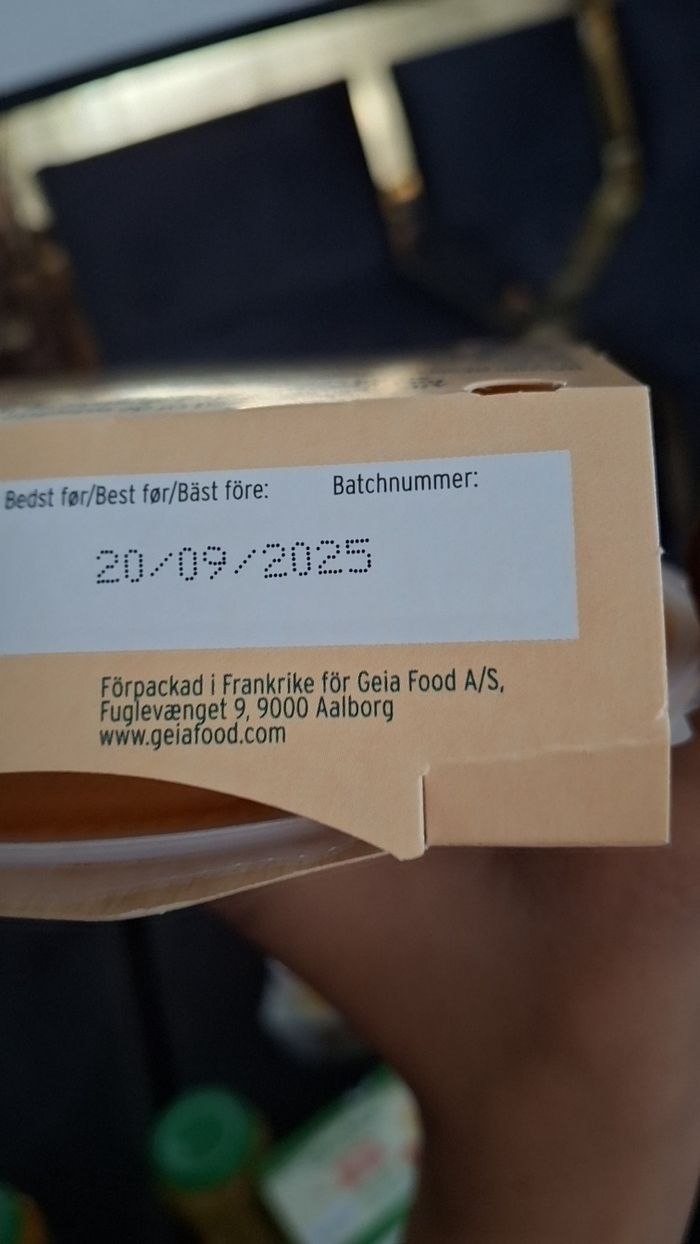 Bedst før/Best før/Bäst före: Batchnummer:
20/09/2025
Förpackad i Frankrike för Geia Food A/S,
Fuglevænget 9, 9000 Aalborg
www.geiafood.com